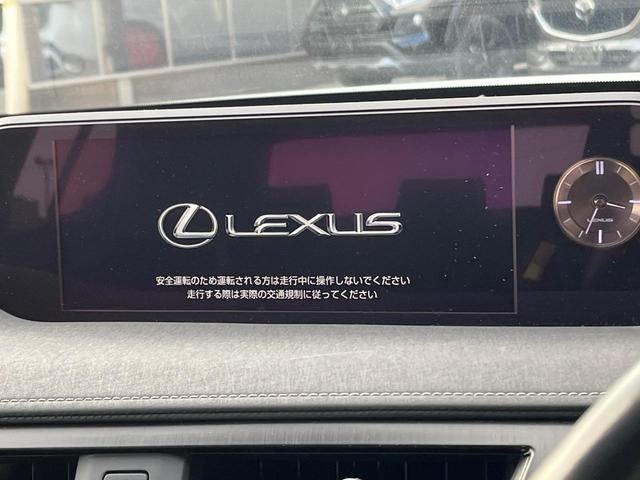 LEXUS
安全運転のため運転される方は走行中に操作しないでください
走行する際は実際の交通規制に従ってください
LEXUS